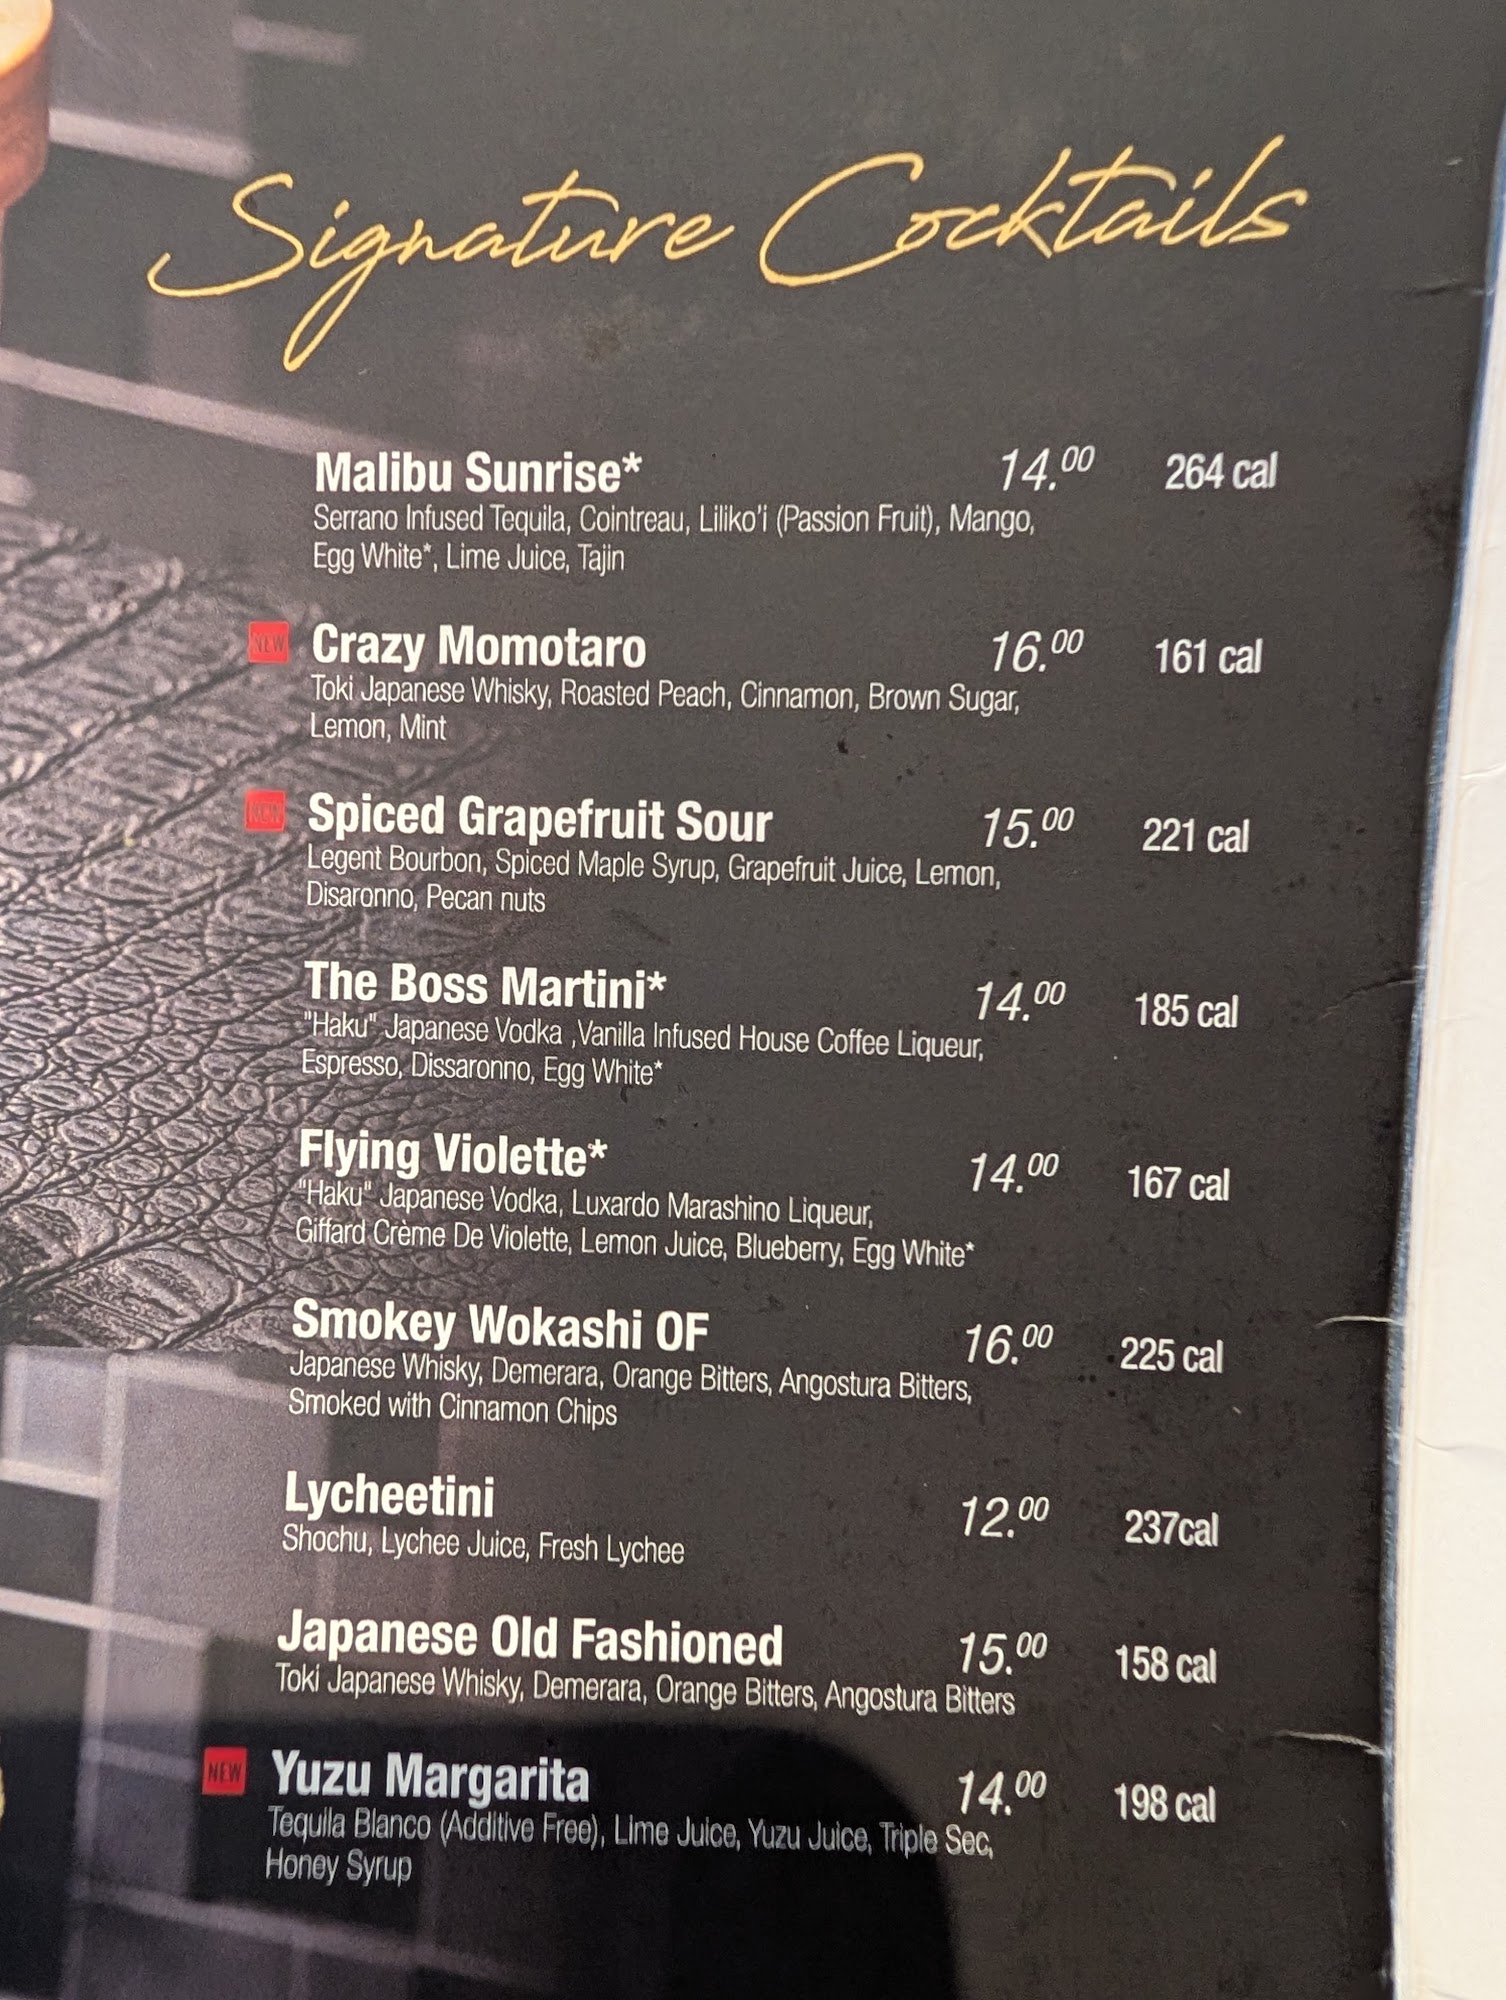 Signature Cocktails
Malibu Sunrise* 14.00 264 cal
Serrano Infused Tequila, Cointreau, Liliko'i (Passion Fruit), Mango,
Egg White*, Lime Juice, Tajin
NEW Crazy Momotaro 16.00 161 cal
Toki Japanese Whisky, Roasted Peach, Cinnamon, Brown Sugar,
Lemon, Mint
NEW Spiced Grapefruit Sour 15.00 221 cal
Legent Bourbon, Spiced Maple Syrup, Grapefruit Juice, Lemon,
Disaronno, Pecan nuts
The Boss Martini* 14.00 185 cal
"Haku" Japanese Vodka ,Vanilla Infused House Coffee Liqueur,
Espresso, Dissaronno, Egg White*
Flying Violette* 14.00 167 cal
"Haku" Japanese Vodka, Luxardo Marashino Liqueur,
Giffard Crème De Violette, Lemon Juice, Blueberry, Egg White*
Smokey Wokashi OF 16.00 225 cal
Japanese Whisky, Demerara, Orange Bitters, Angostura Bitters,
Smoked with Cinnamon Chips
Lycheetini 12.00 237cal
Shochu, Lychee Juice, Fresh Lychee
Japanese Old Fashioned 15.00 158 cal
Toki Japanese Whisky, Demerara, Orange Bitters, Angostura Bitters
NEW Yuzu Margarita 14.00 198 cal
Tequila Blanco (Additive Free), Lime Juice, Yuzu Juice, Triple Sec,
Honey Syrup